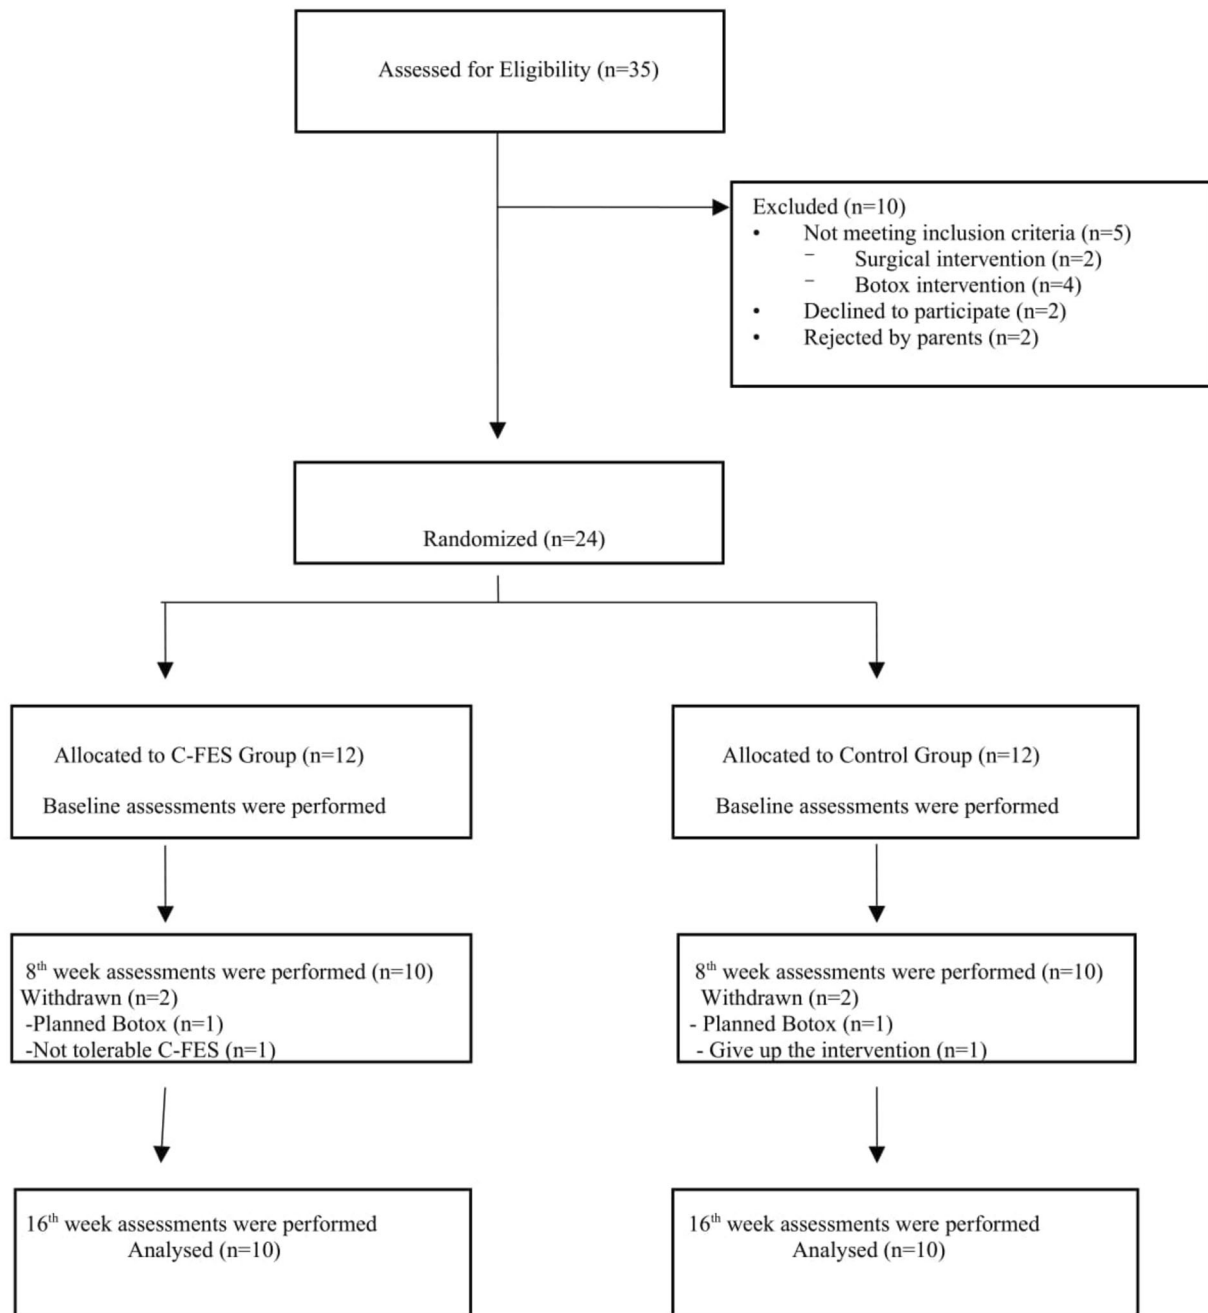 Assessed for Eligibility (n=35)
Excluded (n=10)
• Not meeting inclusion criteria (n=5)
− Surgical intervention (n=2)
− Botox intervention (n=4)
• Declined to participate (n=2)
• Rejected by parents (n=2)
Randomized (n=24)
Allocated to C-FES Group (n=12)
Baseline assessments were performed
Allocated to Control Group (n=12)
Baseline assessments were performed
8th week assessments were performed (n=10)
Withdrawn (n=2)
-Planned Botox (n=1)
-Not tolerable C-FES (n=1)
8th week assessments were performed (n=10)
Withdrawn (n=2)
- Planned Botox (n=1)
- Give up the intervention (n=1)
16th week assessments were performed
Analysed (n=10)
16th week assessments were performed
Analysed (n=10)